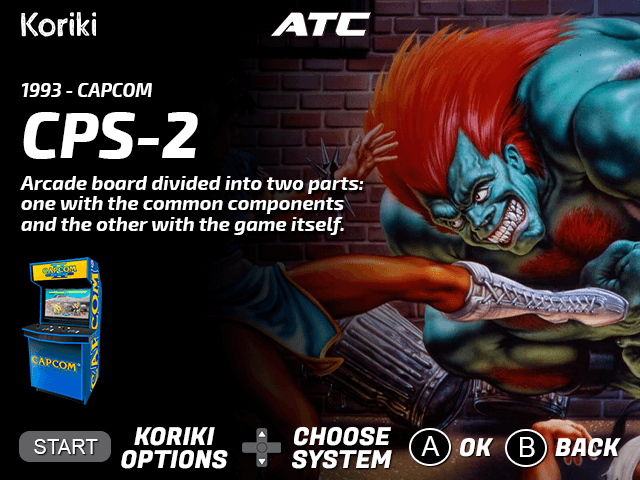 Koriki
ATC
1993 - CAPCOM
CPS-2
Arcade board divided into two parts:
one with the common components
and the other with the game itself.
CAPCOM
CAPCOM
CAPCOM
START
KORIKI
OPTIONS
CHOOSE
SYSTEM
A OK
B BACK